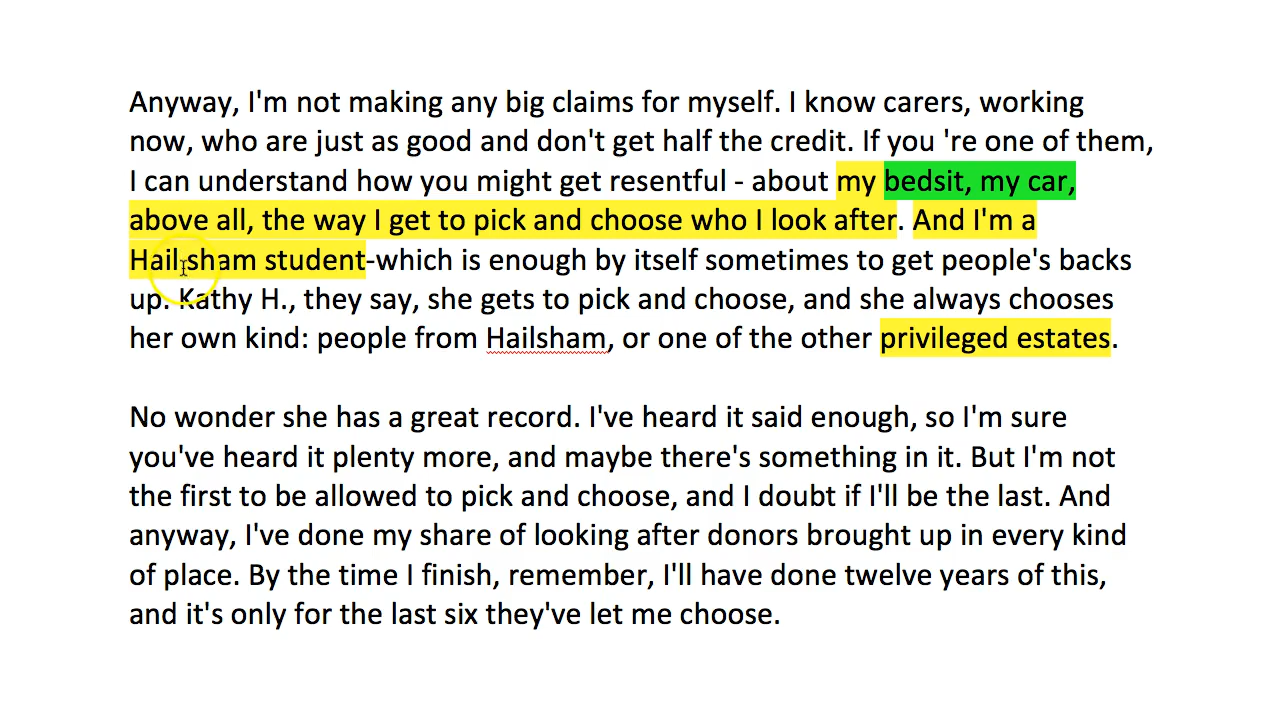 Anyway, I'm not making any big claims for myself. I know carers, working
now, who are just as good and don't get half the credit. If you 're one of them,
I can understand how you might get resentful - about my bedsit, my car,
above all, the way I get to pick and choose who I look after. And I'm a
Hailsham student-which is enough by itself sometimes to get people's backs
up. Kathy H., they say, she gets to pick and choose, and she always chooses
her own kind: people from Hailsham, or one of the other privileged estates.
No wonder she has a great record. I've heard it said enough, so I'm sure
you've heard it plenty more, and maybe there's something in it. But I'm not
the first to be allowed to pick and choose, and I doubt if I'll be the last. And
anyway, I've done my share of looking after donors brought up in every kind
of place. By the time I finish, remember, I'll have done twelve years of this,
and it's only for the last six they've let me choose.